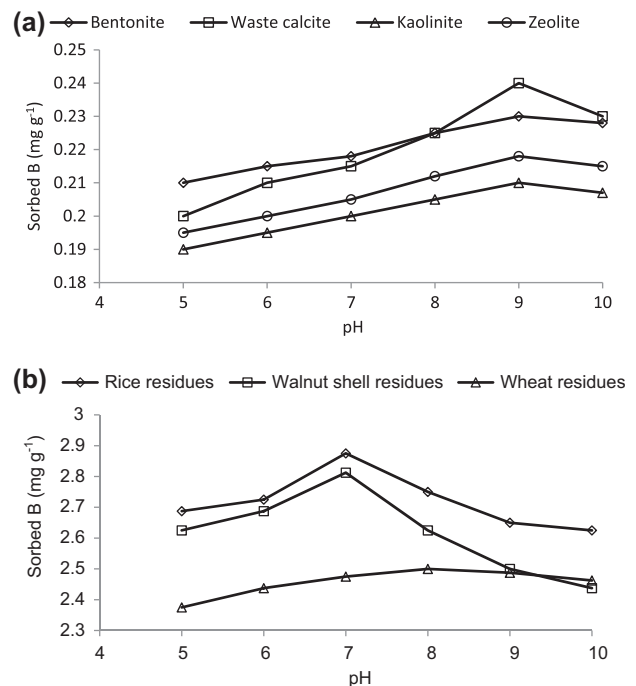 (a) Bentonite Waste calcite Kaolinite Zeolite
0.25
0.24
0.23
0.22
0.21
0.2
0.19
0.18
Sorbed B (mg g⁻¹)
4 5 6 7 8 9 10
pH
(b) Rice residues Walnut shell residues Wheat residues
3
2.9
2.8
2.7
2.6
2.5
2.4
2.3
Sorbed B (mg g⁻¹)
4 5 6 7 8 9 10
pH